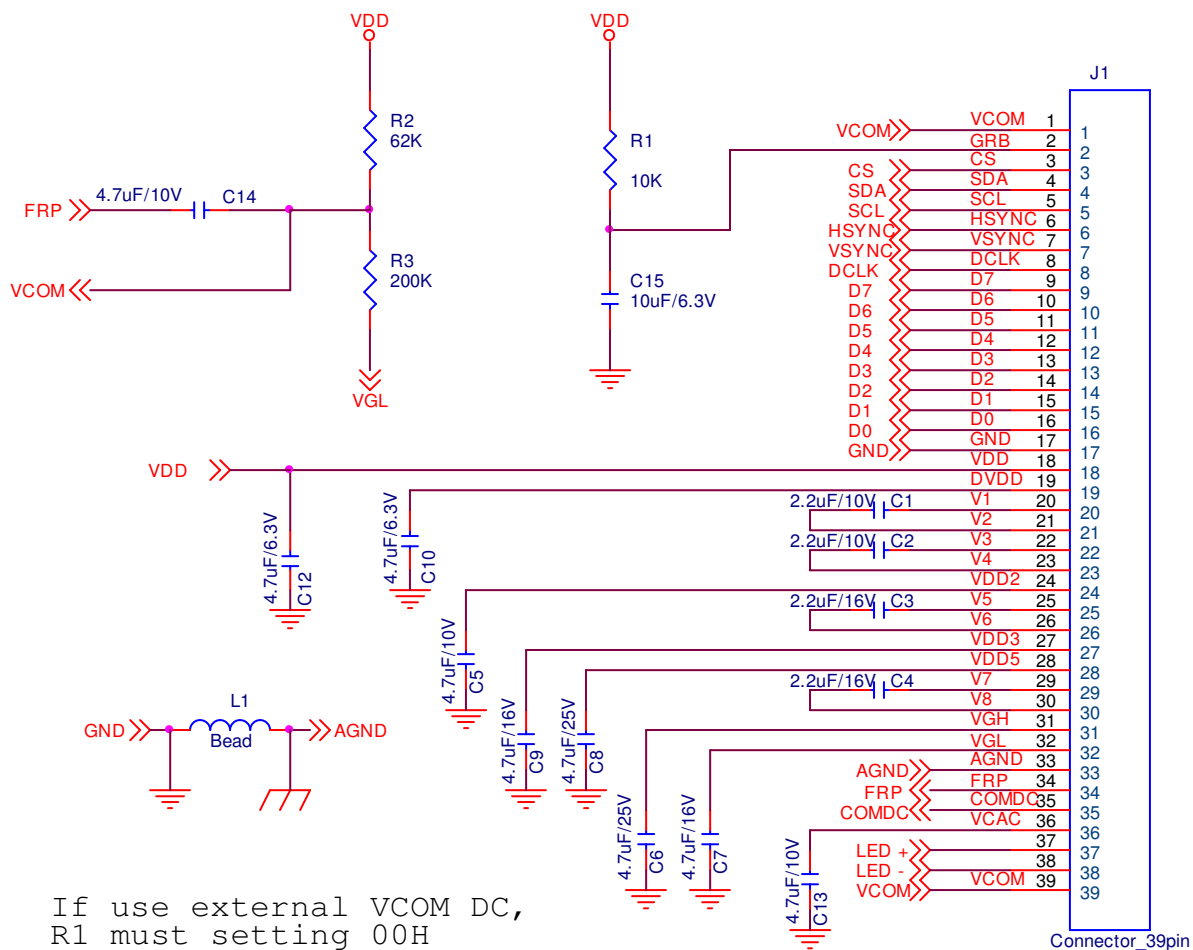 VDD
VDD
J1
R2
62K
R1
10K
4.7uF/10V
C14
FRP
R3
200K
VCOM
C15
10uF/6.3V
VGL
VCOM VCOM 1 1
GRB 2 2
CS CS 3 3
SDA SDA 4 4
SCL SCL 5 5
HSYNC HSYNC 6 6
VSYNC VSYNC 7 7
DCLK DCLK 8 8
D7 D7 9 9
D6 D6 10 10
D5 D5 11 11
D4 D4 12 12
D3 D3 13 13
D2 D2 14 14
D1 D1 15 15
D0 D0 16 16
GND GND 17 17
VDD VDD 18 18
DVDD 19 19
2.2uF/10V C1 V1 20 20
V2 21 21
2.2uF/10V C2 V3 22 22
V4 23 23
VDD2 24 24
2.2uF/16V C3 V5 25 25
V6 26 26
VDD3 27 27
VDD5 28 28
2.2uF/16V C4 V7 29 29
V8 30 30
VGH 31 31
VGL 32 32
AGND AGND 33 33
FRP FRP 34 34
COMDC COMDC 35 35
VCAC 36 36
LED + 37 37
LED - 38 38
VCOM VCOM 39 39
4.7uF/6.3V C12
4.7uF/6.3V C10
4.7uF/10V C5
4.7uF/16V C9
4.7uF/25V C8
4.7uF/25V C6
4.7uF/16V C7
4.7uF/10V C13
L1
GND Bead AGND
If use external VCOM DC,
R1 must setting 00H
Connector_39pin